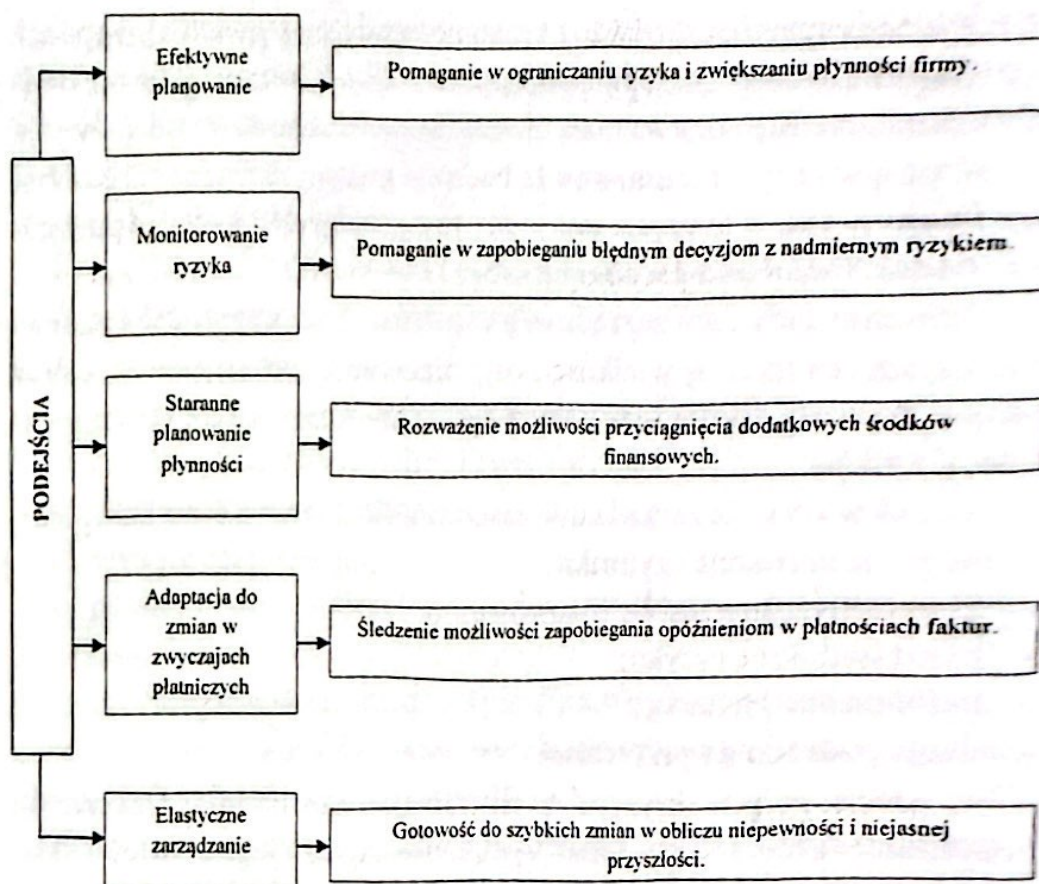 PODEJŚCIA
Efektywne
planowanie
Pomaganie w ograniczaniu ryzyka i zwiększaniu płynności firmy.
Monitorowanie
ryzyka
Pomaganie w zapobieganiu błędnym decyzjom z nadmiernym ryzykiem.
Staranne
planowanie
płynności
Rozważenie możliwości przyciągnięcia dodatkowych środków
finansowych.
Adaptacja do
zmian w
zwyczajach
płatniczych
Śledzenie możliwości zapobiegania opóźnieniom w płatnościach faktur.
Elastyczne
zarządzanie
Gotowość do szybkich zmian w obliczu niepewności i niejasnej
przyszłości.